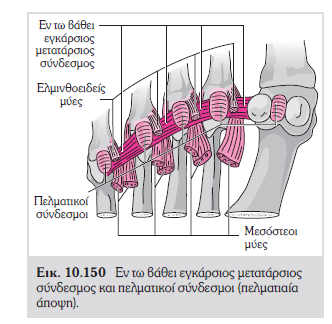 Εν τω βάθει
εγκάρσιος
μετατάρσιος
σύνδεσμος
Ελμινθοειδείς
μύες
Πελματικοί
σύνδεσμοι
Μεσόστεοι
μύες
Εικ. 10.150 Εν τω βάθει εγκάρσιος μετατάρσιος
σύνδεσμος και πελματικοί σύνδεσμοι (πελματιαία
άποψη).